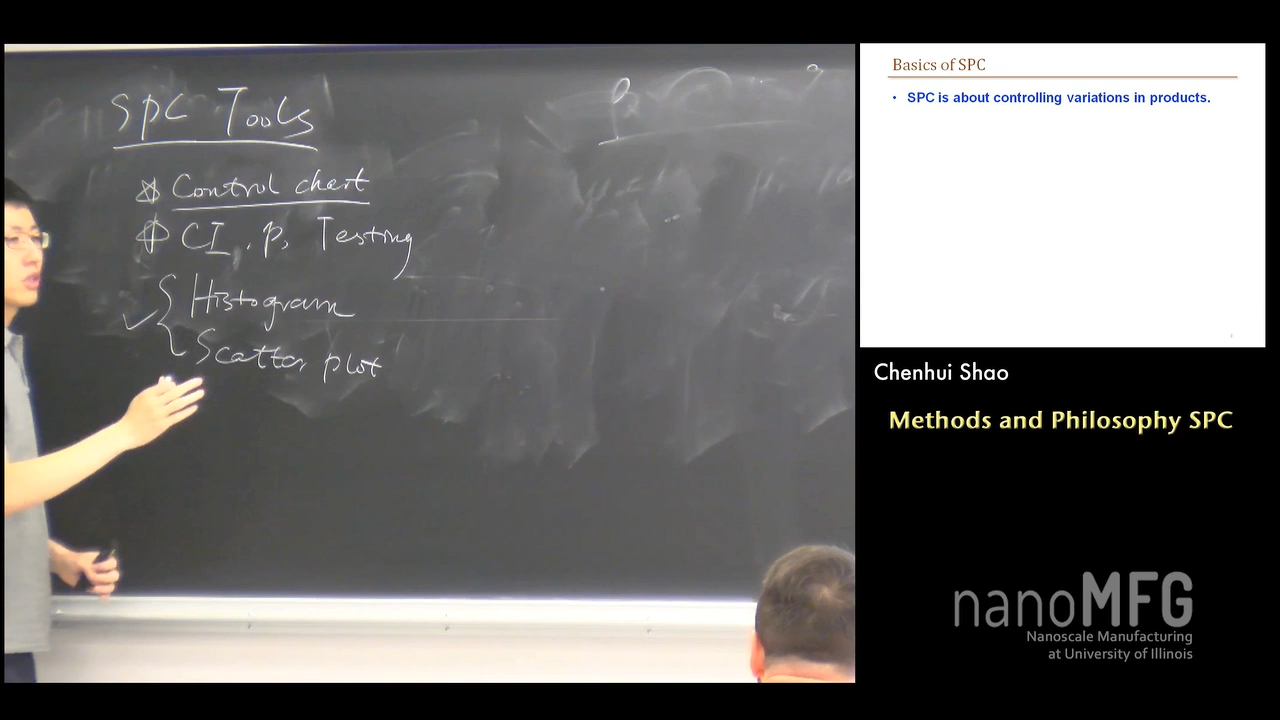 SPC Tools
Control chart
CI, p, Testing
Histogram
Scatter plot
Basics of SPC
• SPC is about controlling variations in products.
Chenhui Shao
Methods and Philosophy SPC
nanoMFG
Nanoscale Manufacturing
at University of Illinois